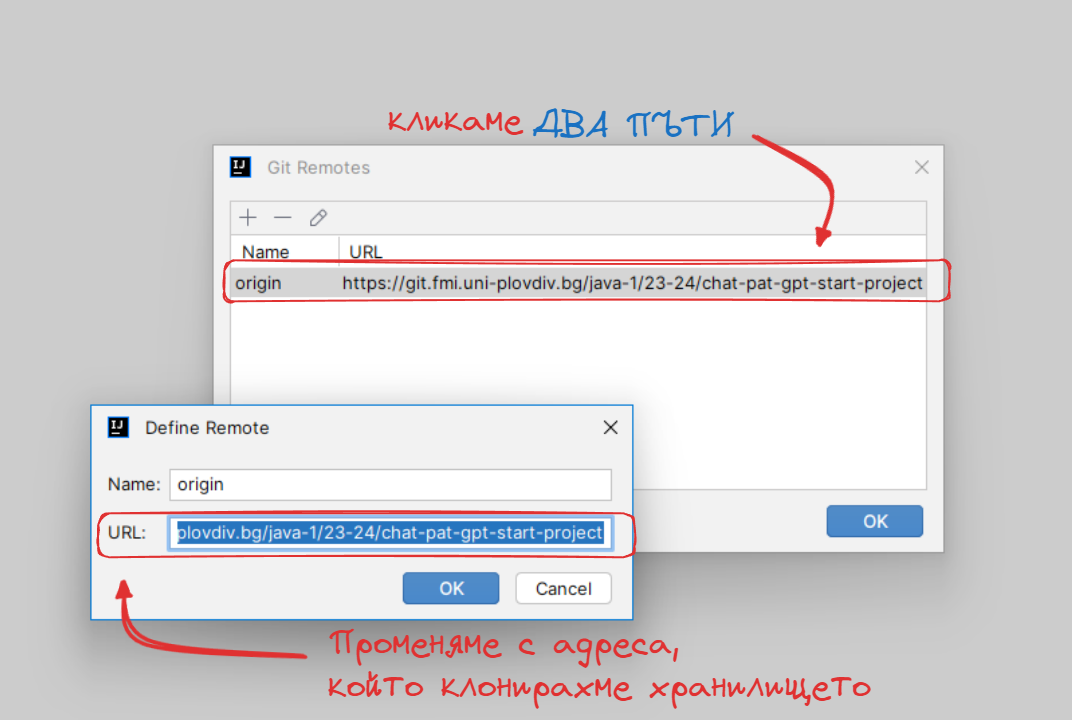 кликаме ДВА ПЪТИ
Git Remotes
Name URL
origin https://git.fmi.uni-plovdiv.bg/java-1/23-24/chat-pat-gpt-start-project
OK
Define Remote
Name: origin
URL: plovdiv.bg/java-1/23-24/chat-pat-gpt-start-project
OK Cancel
Променяме с адреса,
който клонирахме хранилището